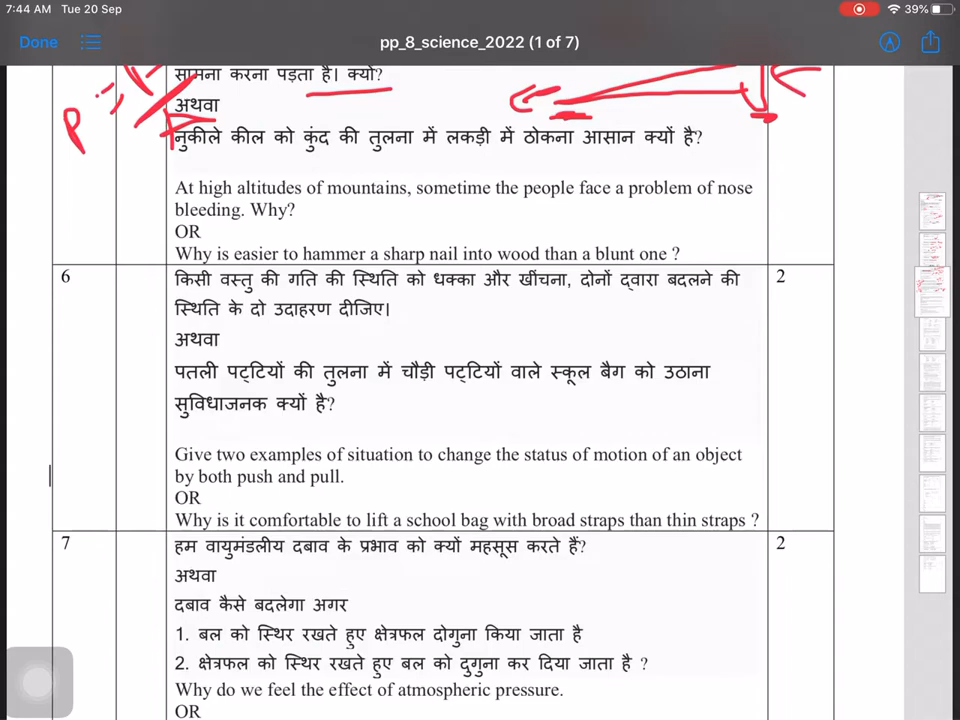 7:44 AM Tue 20 Sep
39%
Done
pp_8_science_2022 (1 of 7)
सामना करना पड़ता है। क्यों?
अथवा
नुकीले कील को कुंद की तुलना में लकड़ी में ठोकना आसान क्यों है?
At high altitudes of mountains, sometime the people face a problem of nose
bleeding. Why?
OR
Why is easier to hammer a sharp nail into wood than a blunt one ?
6
किसी वस्तु की गति की स्थिति को धक्का और खींचना, दोनों द्वारा बदलने की
2
स्थिति के दो उदाहरण दीजिए।
अथवा
पतली पट्टियों की तुलना में चौड़ी पट्टियों वाले स्कूल बैग को उठाना
सुविधाजनक क्यों है?
Give two examples of situation to change the status of motion of an object
by both push and pull.
OR
Why is it comfortable to lift a school bag with broad straps than thin straps ?
7
हम वायुमंडलीय दबाव के प्रभाव को क्यों महसूस करते हैं?
2
अथवा
दबाव कैसे बदलेगा अगर
1. बल को स्थिर रखते हुए क्षेत्रफल दोगुना किया जाता है
2. क्षेत्रफल को स्थिर रखते हुए बल को दुगुना कर दिया जाता है ?
Why do we feel the effect of atmospheric pressure.
OR